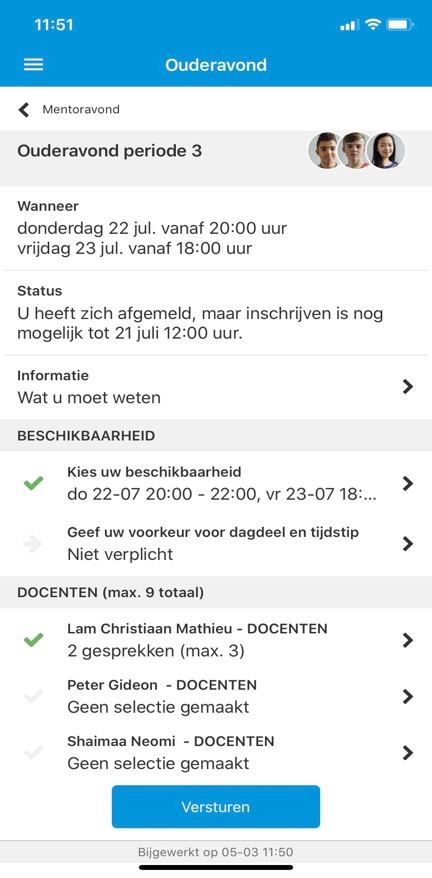 11:51
Ouderavond
Mentoravond
Ouderavond periode 3
Wanneer
donderdag 22 jul. vanaf 20:00 uur
vrijdag 23 jul. vanaf 18:00 uur
Status
U heeft zich afgemeld, maar inschrijven is nog
mogelijk tot 21 juli 12:00 uur.
Informatie
Wat u moet weten
BESCHIKBAARHEID
Kies uw beschikbaarheid
do 22-07 20:00 - 22:00, vr 23-07 18:...
Geef uw voorkeur voor dagdeel en tijdstip
Niet verplicht
DOCENTEN (max. 9 totaal)
Lam Christiaan Mathieu - DOCENTEN
2 gesprekken (max. 3)
Peter Gideon - DOCENTEN
Geen selectie gemaakt
Shaimaa Neomi - DOCENTEN
Geen selectie gemaakt
Versturen
Bijgewerkt op 05-03 11:50